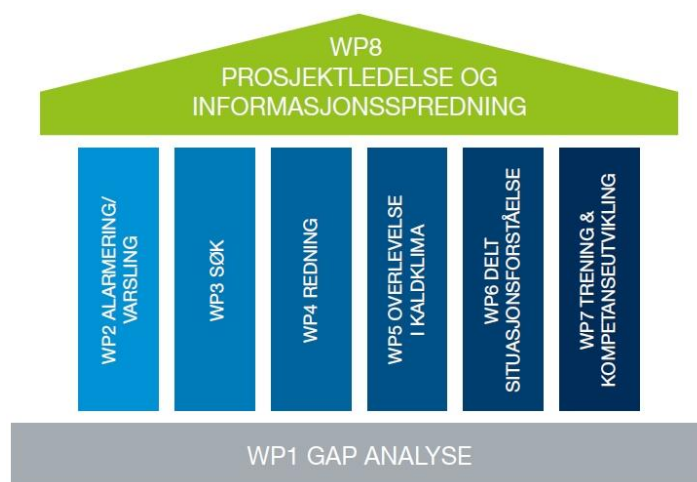 WP8
PROSJEKTLEDELSE OG
INFORMASJONSSPREDNING
WP2 ALARMERING/
VARSLING
WP3 SØK
WP4 REDNING
WP5 OVERLEVELSE
I KALDKLIMA
WP6 DELT
SITUASJONSFORSTÅELSE
WP7 TRENING &
KOMPETANSEUTVIKLING
WP1 GAP ANALYSE